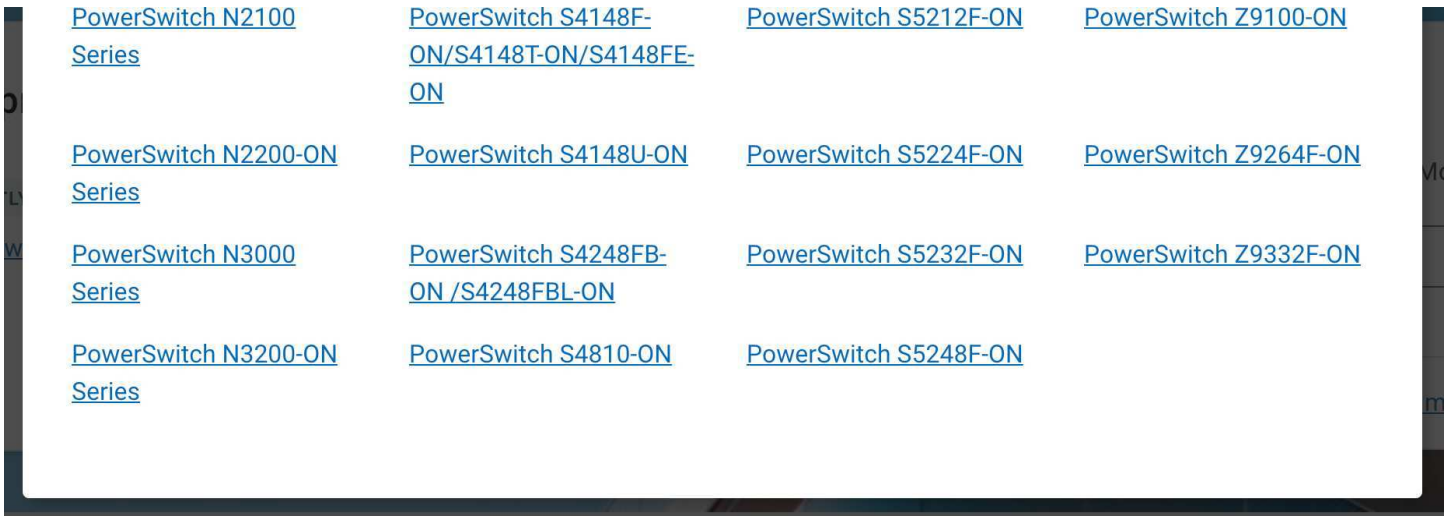 PowerSwitch N2100
Series
PowerSwitch S4148F-
ON/S4148T-ON/S4148FE-
ON
PowerSwitch S5212F-ON
PowerSwitch Z9100-ON
PowerSwitch N2200-ON
Series
PowerSwitch S4148U-ON
PowerSwitch S5224F-ON
PowerSwitch Z9264F-ON
PowerSwitch N3000
Series
PowerSwitch S4248FB-
ON /S4248FBL-ON
PowerSwitch S5232F-ON
PowerSwitch Z9332F-ON
PowerSwitch N3200-ON
Series
PowerSwitch S4810-ON
PowerSwitch S5248F-ON